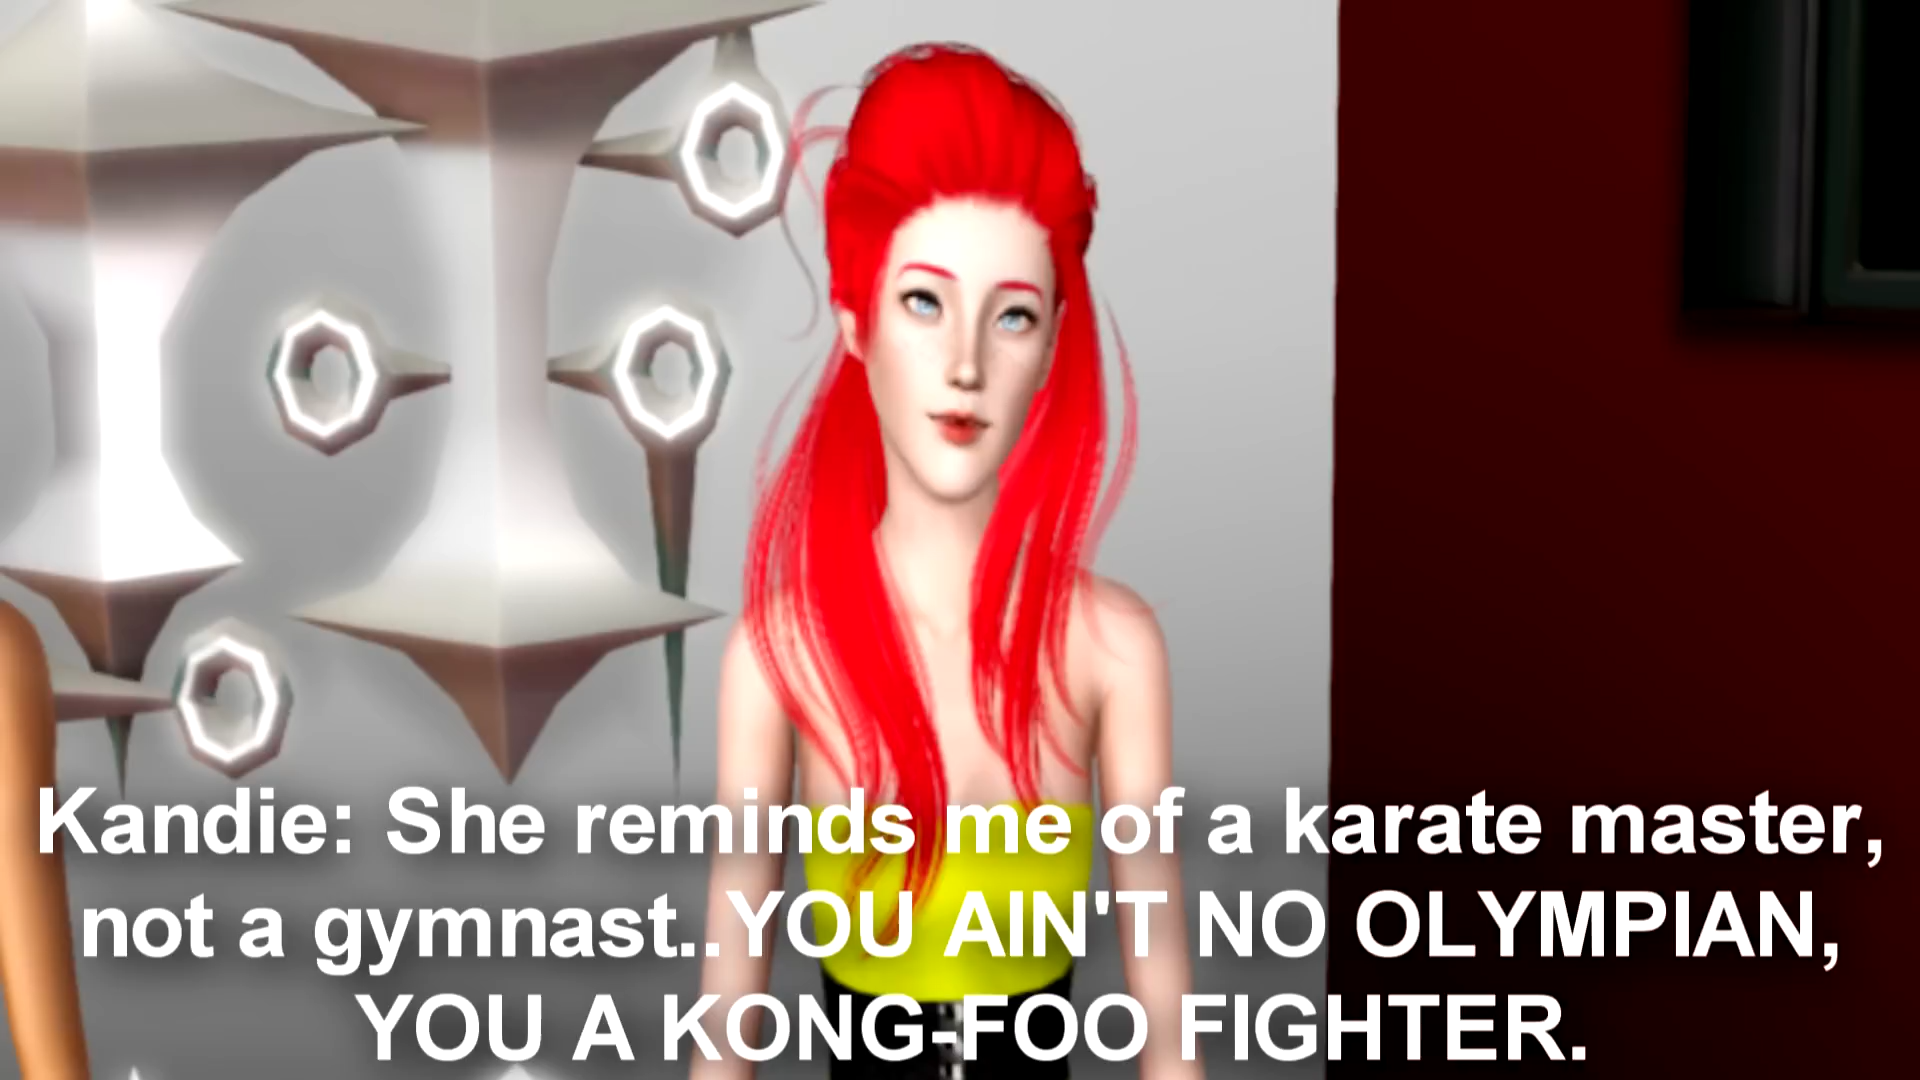 Kandie: She reminds me of a karate master,
not a gymnast..YOU AIN'T NO OLYMPIAN,
YOU A KONG-FOO FIGHTER.